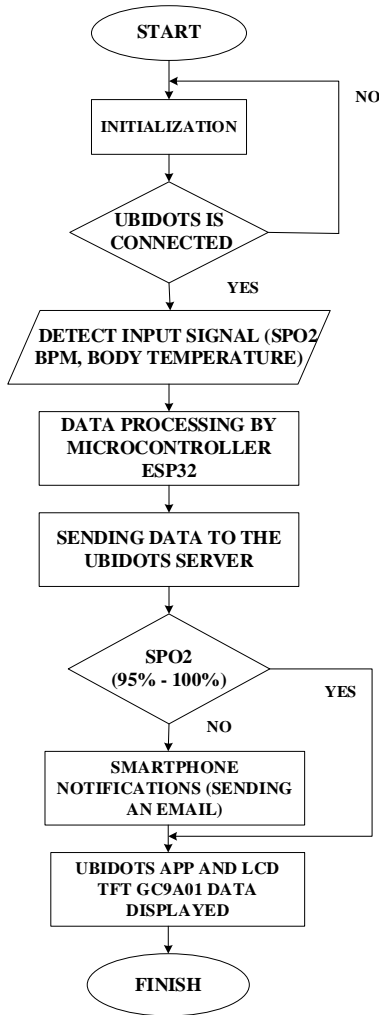 START
NO
INITIALIZATION
UBIDOTS IS
CONNECTED
YES
DETECT INPUT SIGNAL (SPO2
BPM, BODY TEMPERATURE)
DATA PROCESSING BY
MICROCONTROLLER
ESP32
SENDING DATA TO THE
UBIDOTS SERVER
SPO2
(95% - 100%)
YES
NO
SMARTPHONE
NOTIFICATIONS (SENDING
AN EMAIL)
UBIDOTS APP AND LCD
TFT GC9A01 DATA
DISPLAYED
FINISH